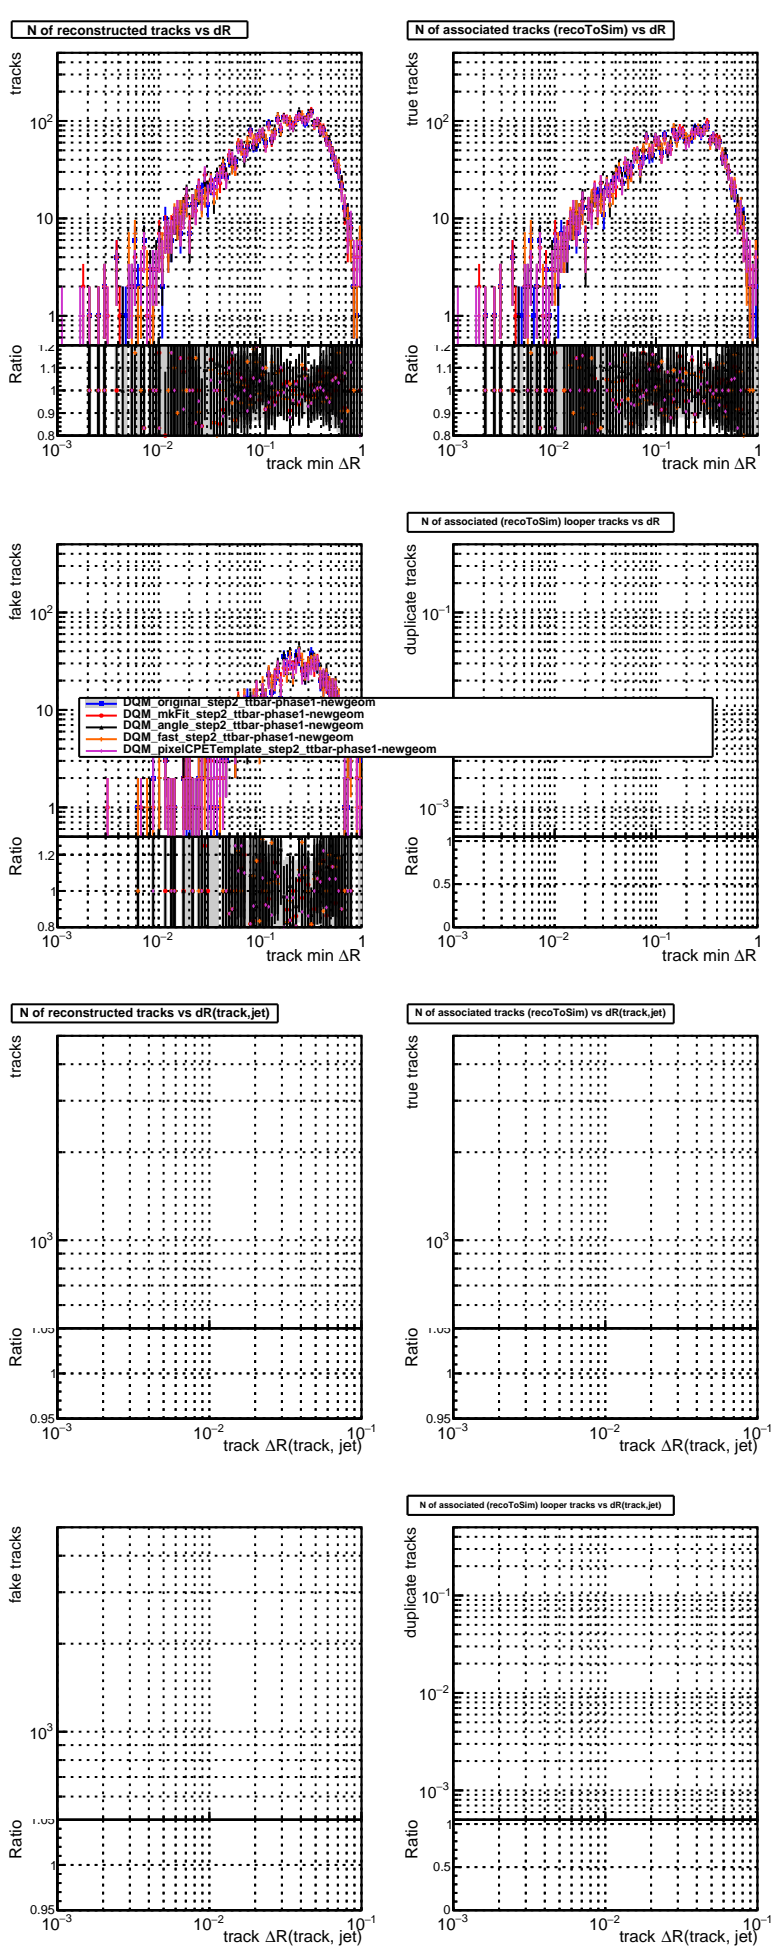 N of reconstructed tracks vs dR
tracks
10²
10
1
Ratio
1.2
1.1
1
0.9
0.8
10⁻³ 10⁻² 10⁻¹ 1
track min ΔR
N of associated tracks (recoToSim) vs dR
true tracks
10²
10
1
Ratio
1.2
1.1
1
0.9
0.8
10⁻³ 10⁻² 10⁻¹ 1
track min ΔR
fake tracks
10²
10
1
Ratio
1.2
1
0.8
10⁻³ 10⁻² 10⁻¹ 1
track min ΔR
N of associated (recoToSim) looper tracks vs dR
duplicate tracks
10⁻¹
10⁻³
Ratio
1
0.5
0
10⁻³ 10⁻² 10⁻¹ 1
track min ΔR
DQM_original_step2_ttbar-phase1-newgeom
DQM_mkFit_step2_ttbar-phase1-newgeom
DQM_angle_step2_ttbar-phase1-newgeom
DQM_fast_step2_ttbar-phase1-newgeom
DQM_pixelCPETemplate_step2_ttbar-phase1-newgeom
N of reconstructed tracks vs dR(track,jet)
tracks
10³
Ratio
1.05
1
0.95
10⁻³ 10⁻² 10⁻¹
track ΔR(track, jet)
N of associated tracks (recoToSim) vs dR(track,jet)
true tracks
10³
Ratio
1.05
1
0.95
10⁻³ 10⁻² 10⁻¹
track ΔR(track, jet)
fake tracks
10³
Ratio
1.05
1
0.95
10⁻³ 10⁻² 10⁻¹
track ΔR(track, jet)
N of associated (recoToSim) looper tracks vs dR(track,jet)
duplicate tracks
10⁻¹
10⁻²
10⁻³
Ratio
1
0.5
0
10⁻³ 10⁻² 10⁻¹
track ΔR(track, jet)